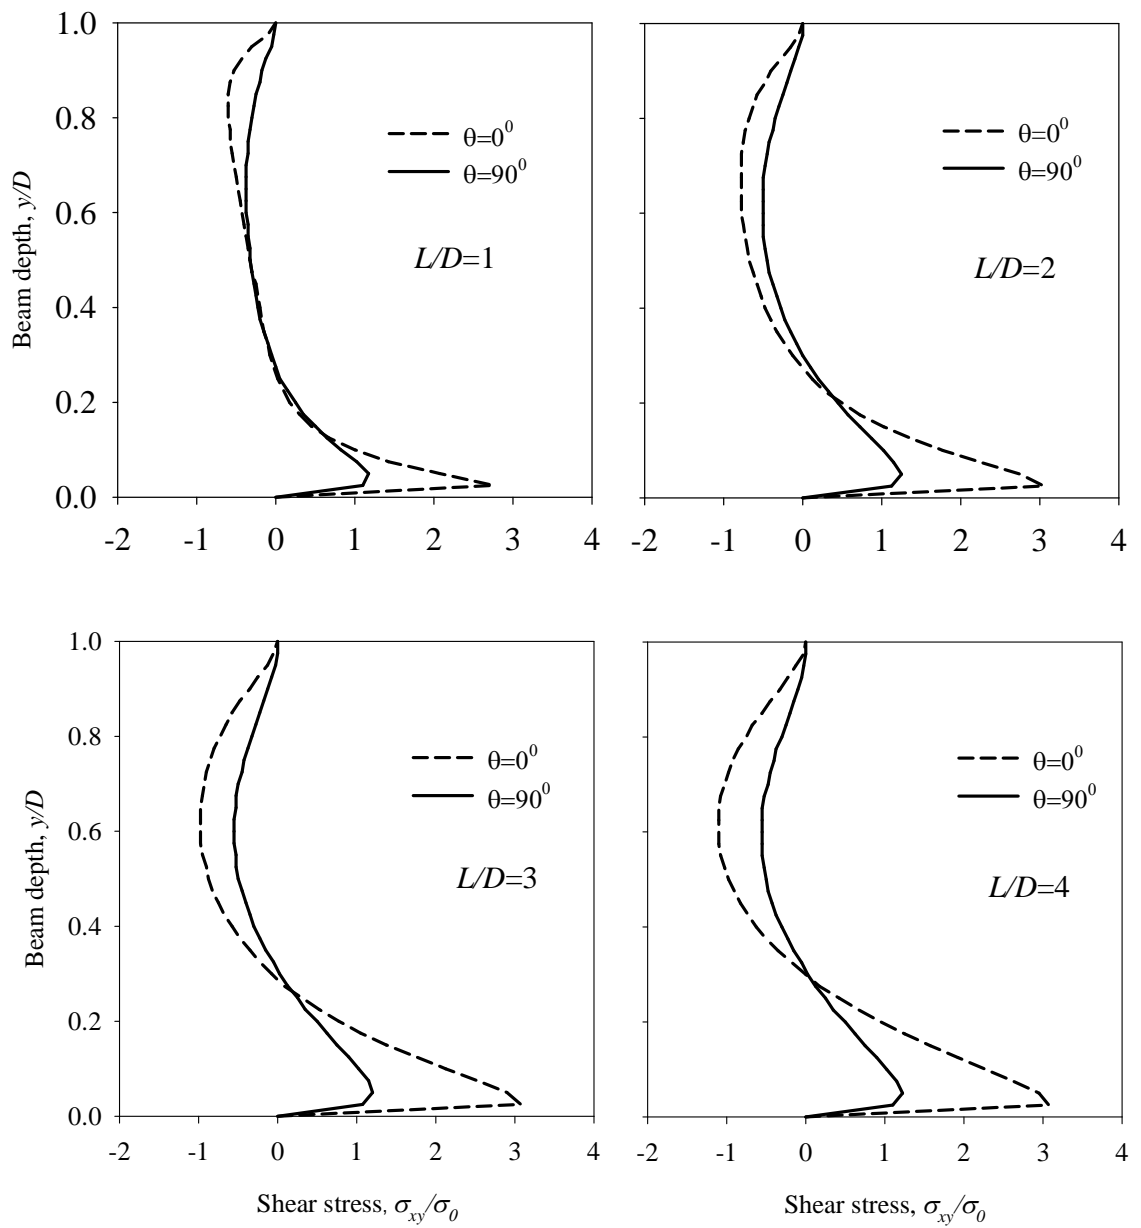 1.0
0.8
0.6
0.4
0.2
0.0
Beam depth, y/D
θ=0⁰
θ=90⁰
L/D=1
-2 -1 0 1 2 3 4
θ=0⁰
θ=90⁰
L/D=2
-2 -1 0 1 2 3 4
1.0
0.8
0.6
0.4
0.2
0.0
Beam depth, y/D
θ=0⁰
θ=90⁰
L/D=3
-2 -1 0 1 2 3 4
Shear stress, σxy/σ0
θ=0⁰
θ=90⁰
L/D=4
-2 -1 0 1 2 3 4
Shear stress, σxy/σ0